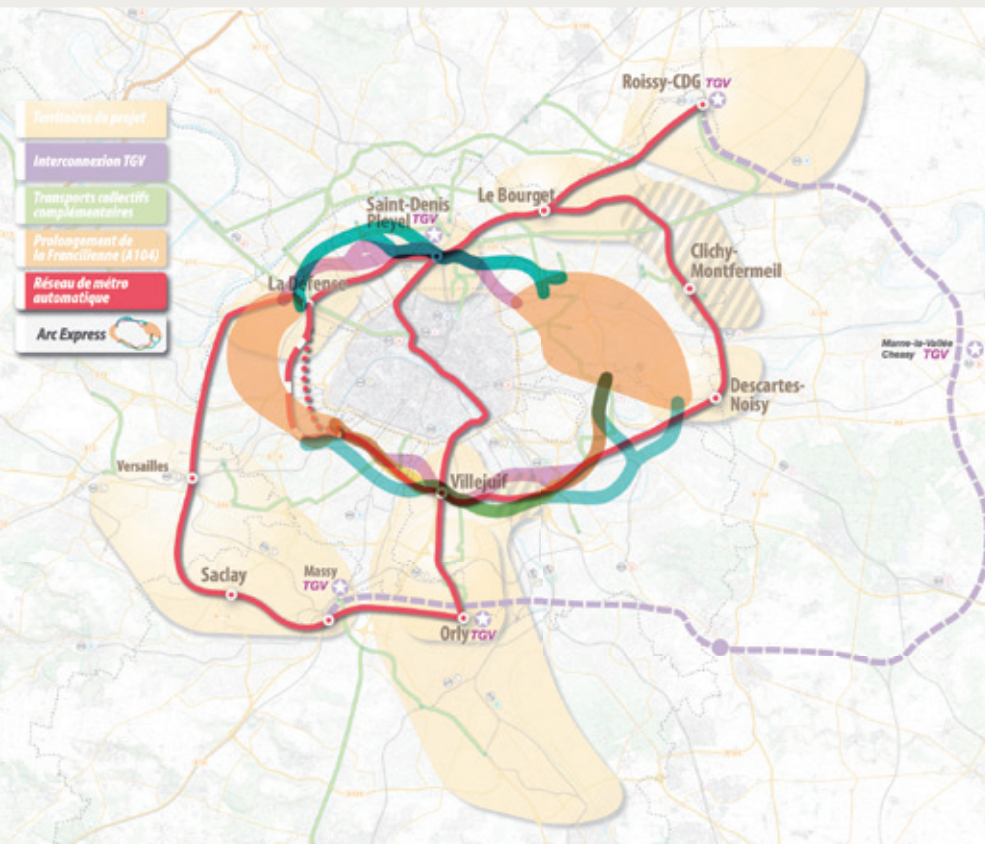 Territoires de projet
Interconnexion TGV
Transports collectifs
complémentaires
Prolongement de
la Francilienne (A104)
Réseau de métro
automatique
Arc Express
Roissy-CDG TGV
Le Bourget
Saint-Denis
Pleyel TGV
La Défense
Clichy-
Montfermeil
Marne-la-Vallée
Chessy TGV
Descartes-
Noisy
Versailles
Villejuif
Saclay
Massy
TGV
Orly TGV